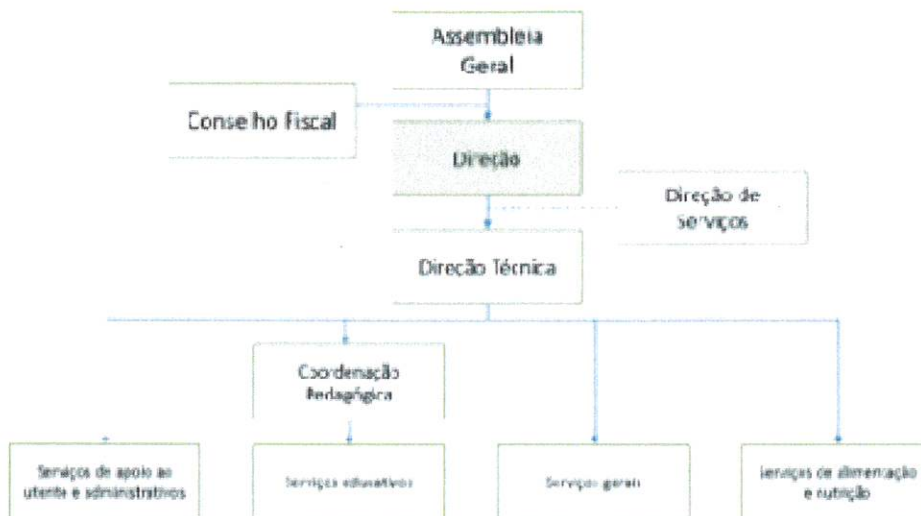 Assembleia
Geral
Conselho Fiscal
Direção
Direção de
Serviços
Direção Técnica
Coordenação
Pedagógica
Serviços de apoio ao
utente e administrativos
Serviços educativos
Serviços gerais
Serviços de alimentação
e nutrição